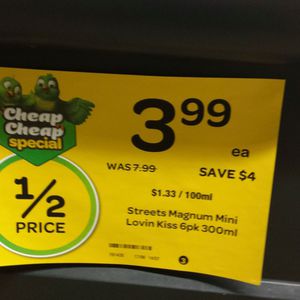 Cheap
Cheap
special
3.99
ea
WAS 7.99 SAVE $4
1/2
PRICE
$1.33 / 100ml
Streets Magnum Mini
Lovin Kiss 6pk 300ml
3